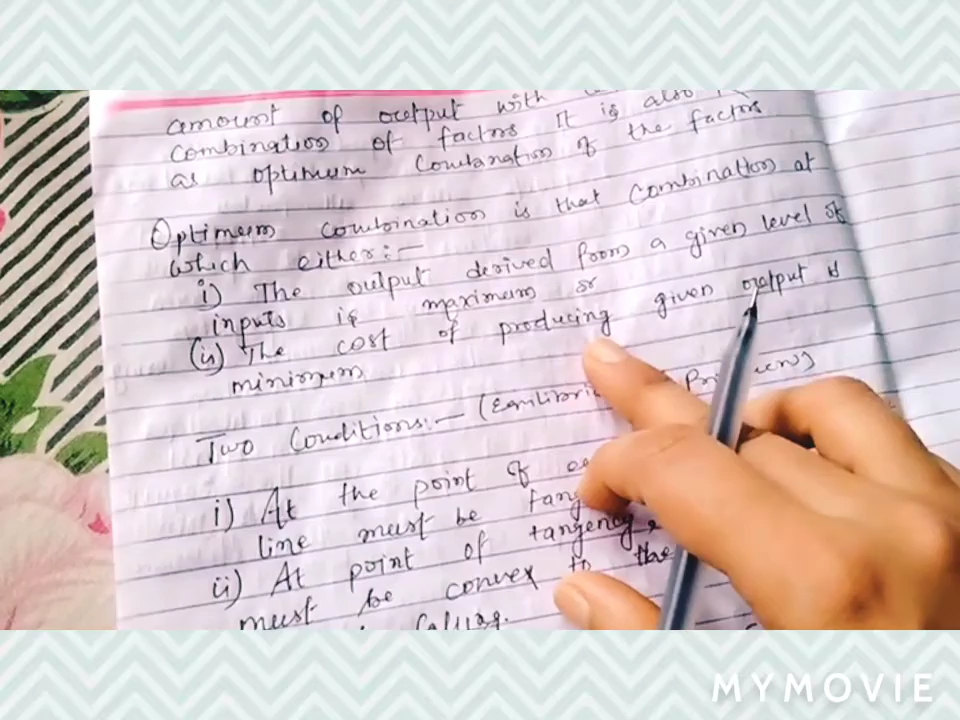 amount of output with
combination of factors It is also
as optimum combination of the factors
Optimum combination is that combination at
which either:-
i) The output derived from a given level of
inputs is maximum or
(ii) The cost of producing given output is
minimum
Two Conditions:- (Equilibri
i) At the point of
line must be tang
ii) At point of tangency,
must be convex to the
falling.
MYMOVIE